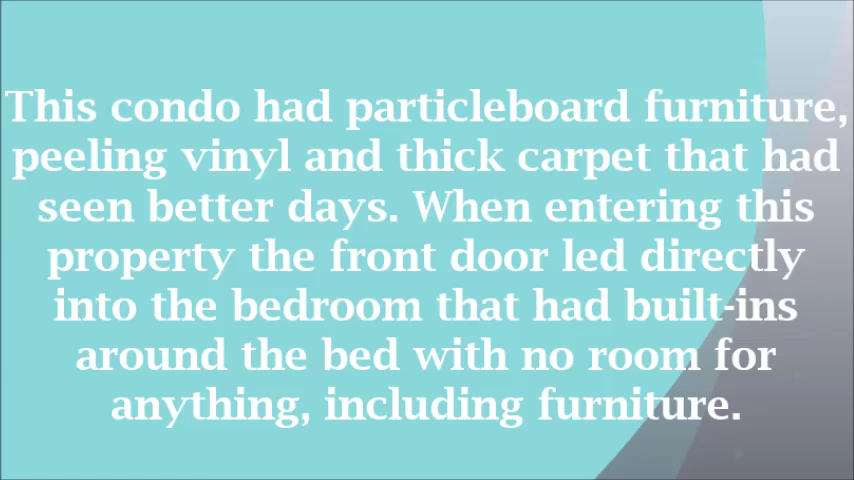 This condo had particleboard furniture,
peeling vinyl and thick carpet that had
seen better days. When entering this
property the front door led directly
into the bedroom that had built-ins
around the bed with no room for
anything, including furniture.